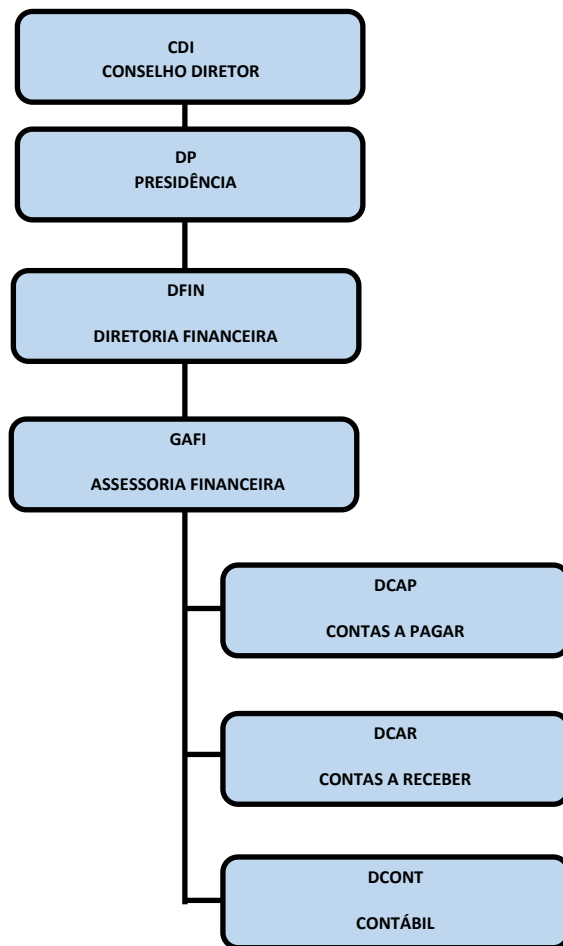 CDI
CONSELHO DIRETOR
DP
PRESIDÊNCIA
DFIN
DIRETORIA FINANCEIRA
GAFI
ASSESSORIA FINANCEIRA
DCAP
CONTAS A PAGAR
DCAR
CONTAS A RECEBER
DCONT
CONTÁBIL